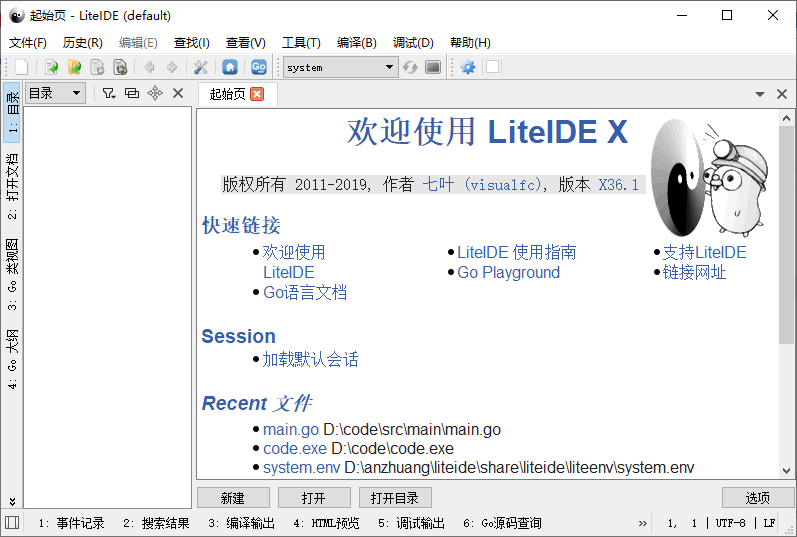 起始页 - LiteIDE (default)
文件(F) 历史(R) 编辑(E) 查找(I) 查看(V) 工具(T) 编译(B) 调试(D) 帮助(H)
Go
system
目录
起始页
1: 目录
2: 打开文档
3: Go 类视图
4: Go 大纲
欢迎使用 LiteIDE X
版权所有 2011-2019, 作者 七叶 (visualfc), 版本 X36.1
快速链接
欢迎使用 LiteIDE 使用指南 支持LiteIDE
LiteIDE Go Playground 链接网址
Go语言文档
Session
加载默认会话
Recent 文件
main.go D:\code\src\main\main.go
code.exe D:\code\code.exe
system.env D:\anzhuang\liteide\share\liteide\liteenv\system.env
新建 打开 打开目录 选项
1: 事件记录 2: 搜索结果 3: 编译输出 4: HTML预览 5: 调试输出 6: Go源码查询 » 1, 1 | UTF-8 | LF